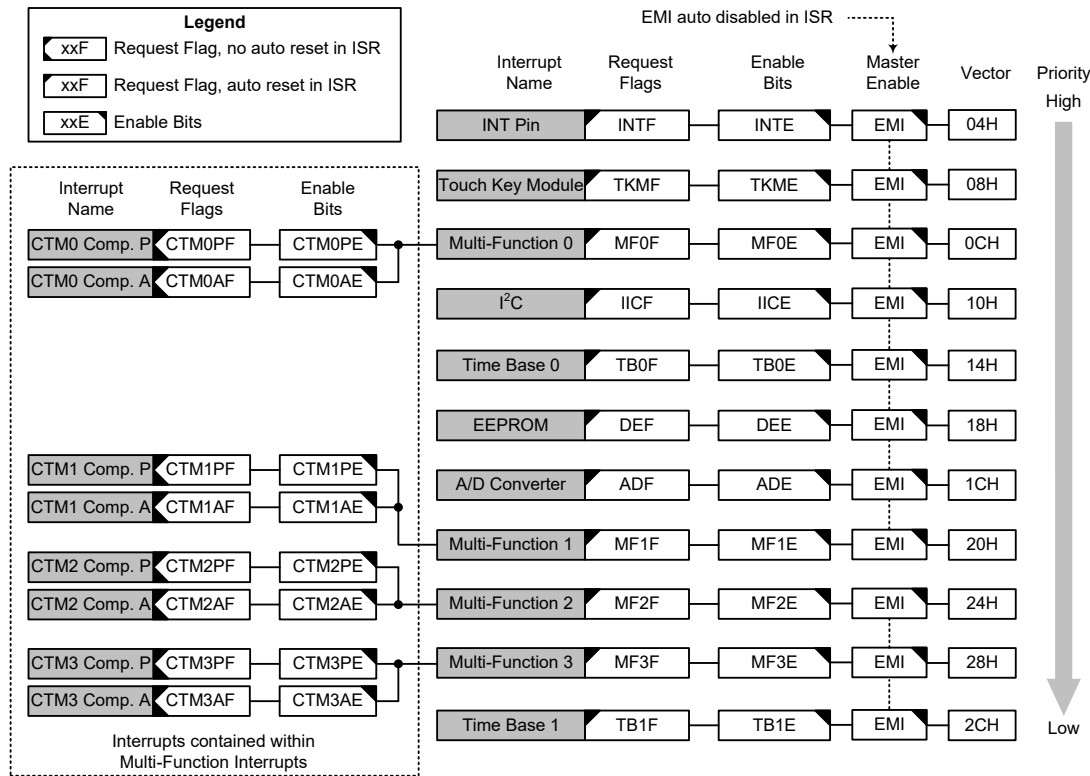 Legend
xxF Request Flag, no auto reset in ISR
xxF Request Flag, auto reset in ISR
xxE Enable Bits
EMI auto disabled in ISR
Interrupt Name Request Flags Enable Bits Master Enable Vector Priority
High
INT Pin INTF INTE EMI 04H
Touch Key Module TKMF TKME EMI 08H
Interrupt Name Request Flags Enable Bits
CTM0 Comp. P CTM0PF CTM0PE Multi-Function 0 MF0F MF0E EMI 0CH
CTM0 Comp. A CTM0AF CTM0AE
I²C IICF IICE EMI 10H
Time Base 0 TB0F TB0E EMI 14H
EEPROM DEF DEE EMI 18H
CTM1 Comp. P CTM1PF CTM1PE A/D Converter ADF ADE EMI 1CH
CTM1 Comp. A CTM1AF CTM1AE
Multi-Function 1 MF1F MF1E EMI 20H
CTM2 Comp. P CTM2PF CTM2PE
CTM2 Comp. A CTM2AF CTM2AE Multi-Function 2 MF2F MF2E EMI 24H
CTM3 Comp. P CTM3PF CTM3PE Multi-Function 3 MF3F MF3E EMI 28H
CTM3 Comp. A CTM3AF CTM3AE
Time Base 1 TB1F TB1E EMI 2CH
Low
Interrupts contained within
Multi-Function Interrupts